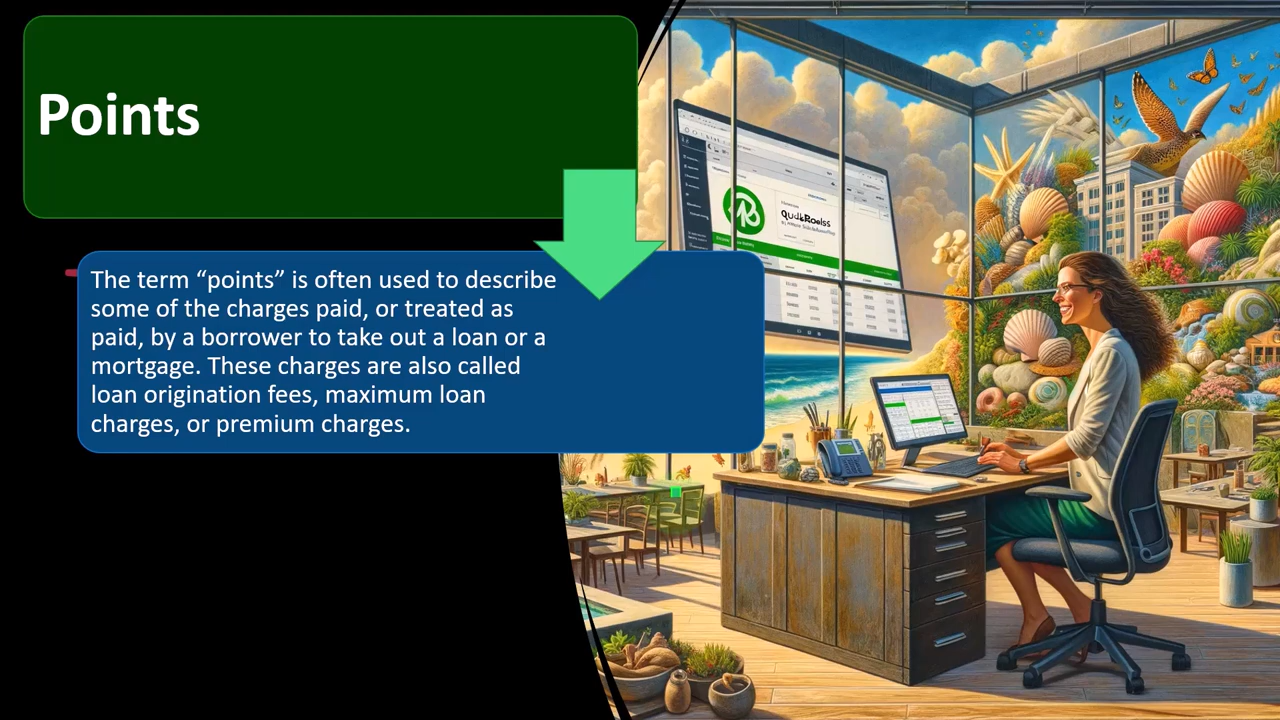 Points
The term “points” is often used to describe
some of the charges paid, or treated as
paid, by a borrower to take out a loan or a
mortgage. These charges are also called
loan origination fees, maximum loan
charges, or premium charges.